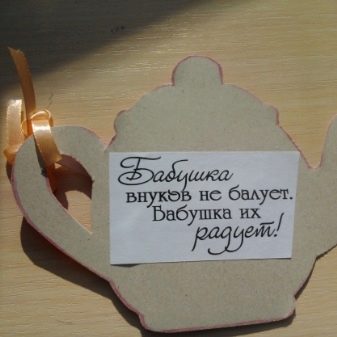 Бабушка
внуков не балует.
Бабушка их
радует!